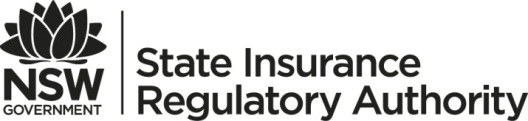 NSW
GOVERNMENT
State Insurance
Regulatory Authority